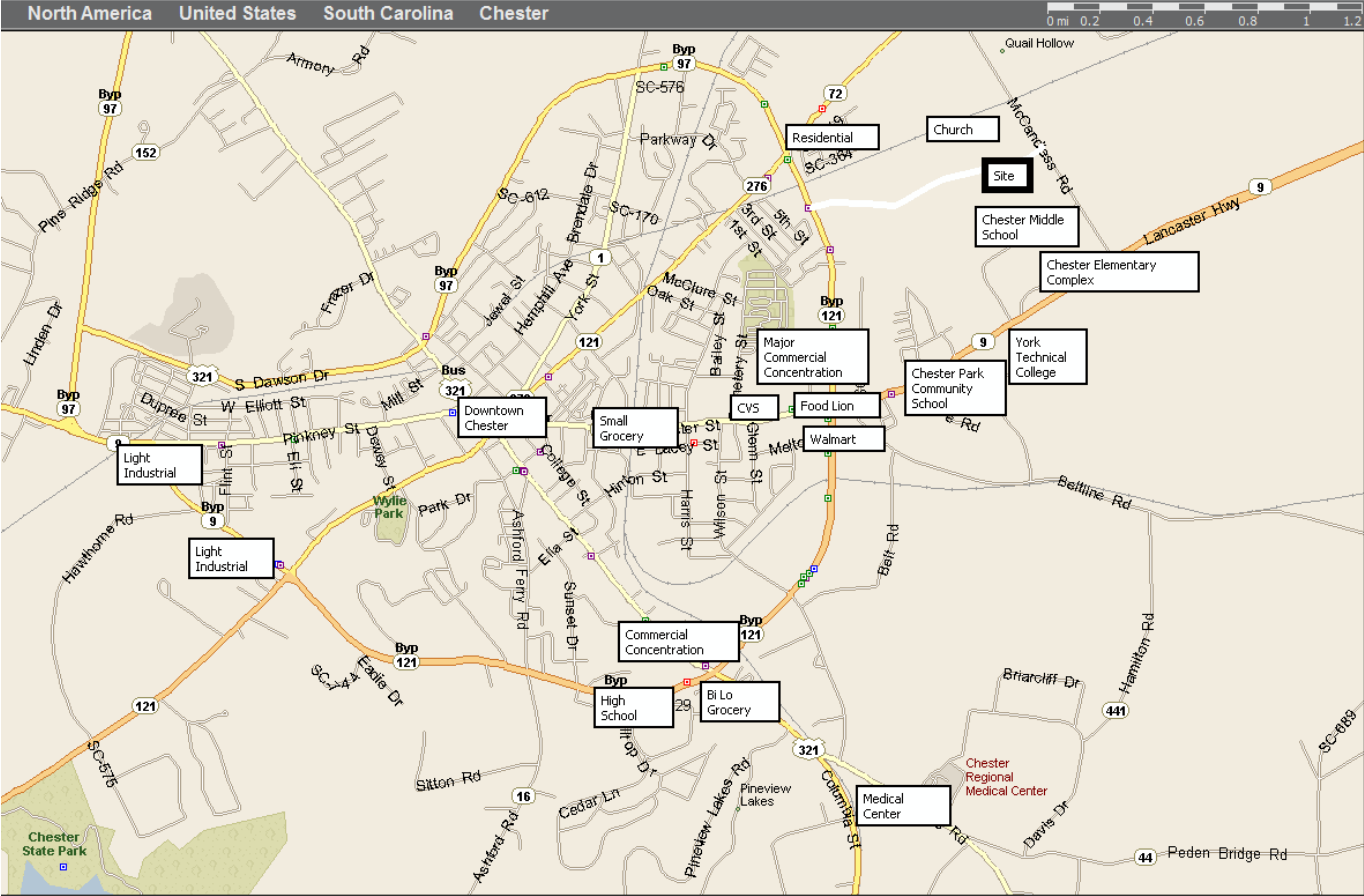 North America United States South Carolina Chester
0 mi 0.2 0.4 0.6 0.8 1 1.2
Quail Hollow
Byp
97
Armory Rd
SC-576
72
Byp
97
McCandless Rd
Church
Residential
Parkway Dr
152
SC-364
Site
Pine Ridge Rd
276
9
SC-612
Brendale Dr
SC-170
3rd St
5th St
1st St
Lancaster Hwy
Chester Middle
School
1
Chester Elementary
Complex
Byp
97
Frazer Dr
Jewel St
Hemphill Ave
York St
McClure St
Oak St
Byp
121
Linden Dr
121
Bailey St
Major
Commercial
Concentration
9
York
Technical
College
321
S Dawson Dr
Bus
321
Chester Park
Community
School
Byp
97
Dupree St
W Elliott St
Mill St
Downtown
Chester
Small
Grocery
CVS
Food Lion
Walmart
9
Pinkney St
Light
Industrial
Flint St
Eli St
Dewey St
College St
E Lacey St
Glenn St
Hinton St
Harris St
Wilson St
Beltline Rd
Byp
9
Wylie
Park
Park Dr
Hawthorne Rd
Ashford Ferry Rd
Ella St
Belt Rd
Light
Industrial
Sunset Dr
Commercial
Concentration
Byp
121
Hamilton Rd
Byp
121
SC-744
Eadie Dr
Byp
High
School
29
Bi Lo
Grocery
Briarcliff Dr
121
441
SC-689
SC-575
321
Sitton Rd
Cedar Ln
Pineview Lakes Rd
Pineview
Lakes
Columbia St
Chester
Regional
Medical Center
16
Medical
Center
Ashford Rd
Davis Dr
Chester
State Park
44
Peden Bridge Rd